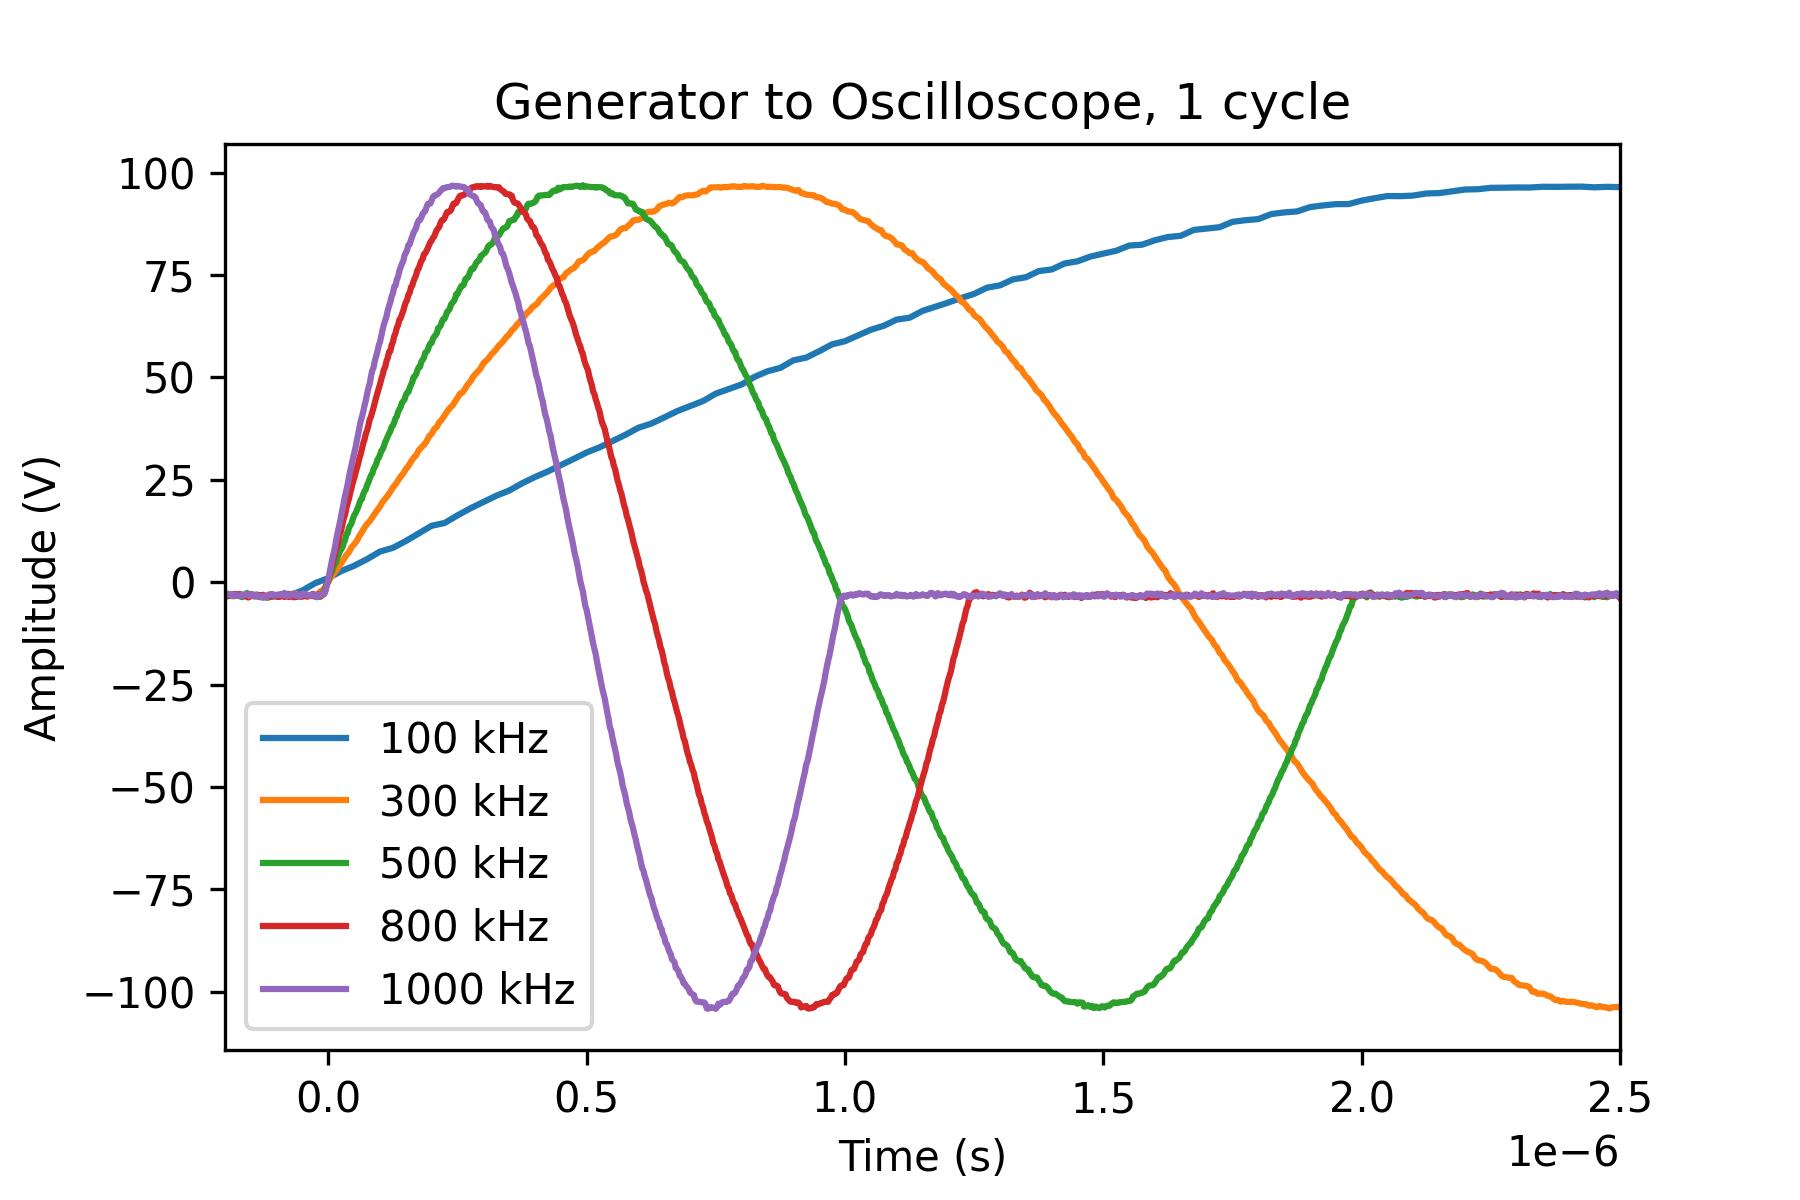 Generator to Oscilloscope, 1 cycle
100
75
50
25
0
−25
−50
−75
−100
Amplitude (V)
100 kHz
300 kHz
500 kHz
800 kHz
1000 kHz
0.0 0.5 1.0 1.5 2.0 2.5
Time (s)
1e−6